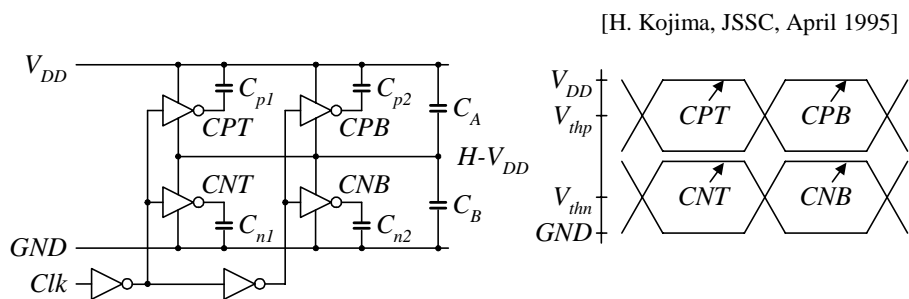 [H. Kojima, JSSC, April 1995]
V_DD
C_p1
C_p2
C_A
CPT
CPB
H-V_DD
CNT
CNB
C_B
C_n1
C_n2
GND
Clk
V_DD
CPT
CPB
V_thp
CNT
CNB
V_thn
GND